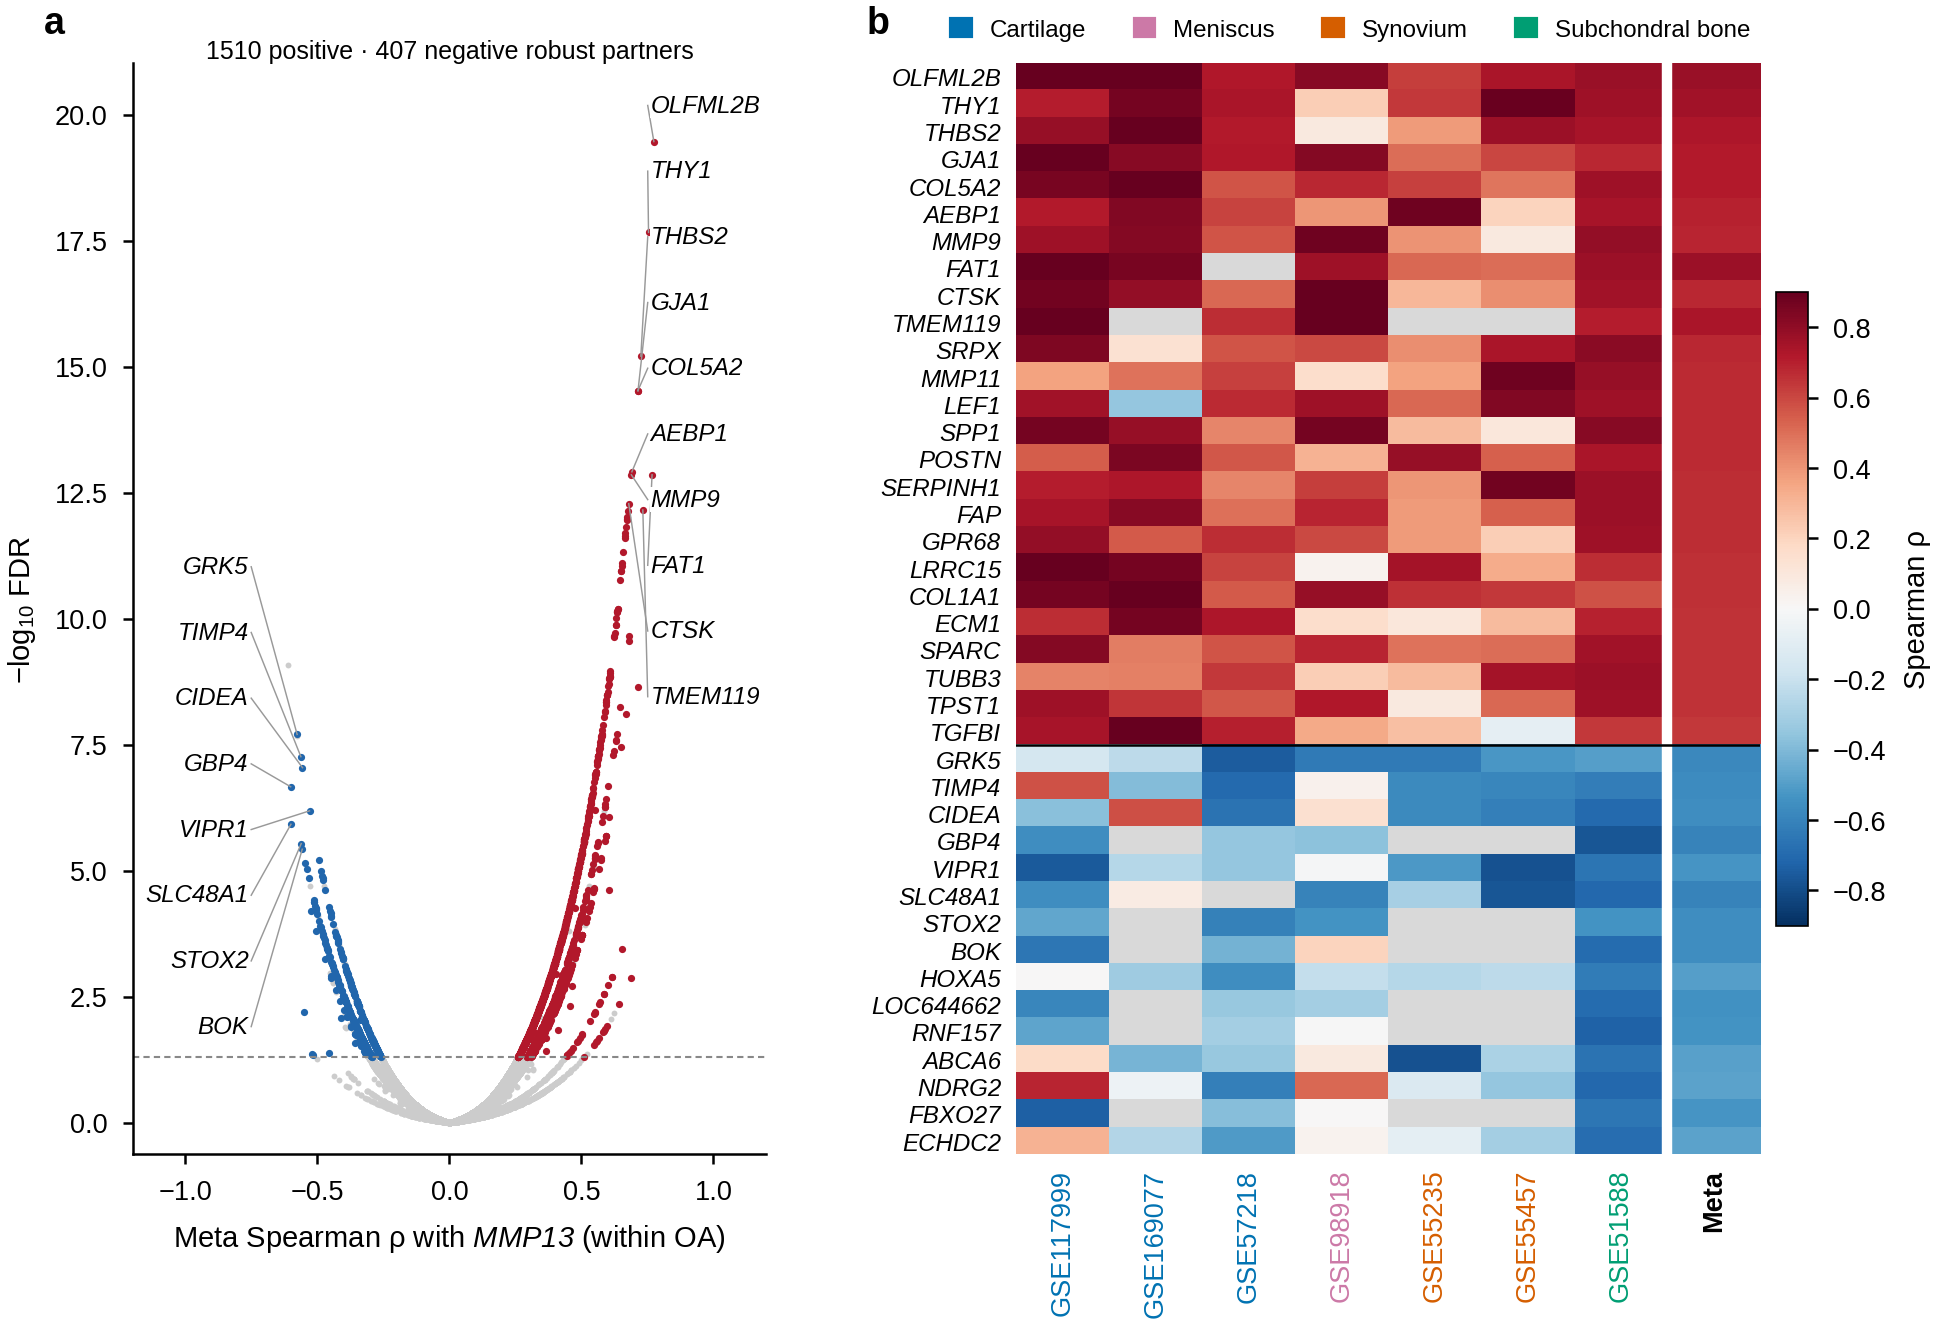 a
1510 positive · 407 negative robust partners
20.0
17.5
15.0
12.5
10.0
7.5
5.0
2.5
0.0
−log10 FDR
OLFML2B
THY1
THBS2
GJA1
COL5A2
AEBP1
MMP9
FAT1
CTSK
TMEM119
GRK5
TIMP4
CIDEA
GBP4
VIPR1
SLC48A1
STOX2
BOK
−1.0 −0.5 0.0 0.5 1.0
Meta Spearman ρ with MMP13 (within OA)
b
Cartilage Meniscus Synovium Subchondral bone
OLFML2B
THY1
THBS2
GJA1
COL5A2
AEBP1
MMP9
FAT1
CTSK
TMEM119
SRPX
MMP11
LEF1
SPP1
POSTN
SERPINH1
FAP
GPR68
LRRC15
COL1A1
ECM1
SPARC
TUBB3
TPST1
TGFBI
GRK5
TIMP4
CIDEA
GBP4
VIPR1
SLC48A1
STOX2
BOK
HOXA5
LOC644662
RNF157
ABCA6
NDRG2
FBXO27
ECHDC2
GSE117999
GSE169077
GSE57218
GSE98918
GSE55235
GSE55457
GSE51588
Meta
0.8
0.6
0.4
0.2
0.0
−0.2
−0.4
−0.6
−0.8
Spearman ρ